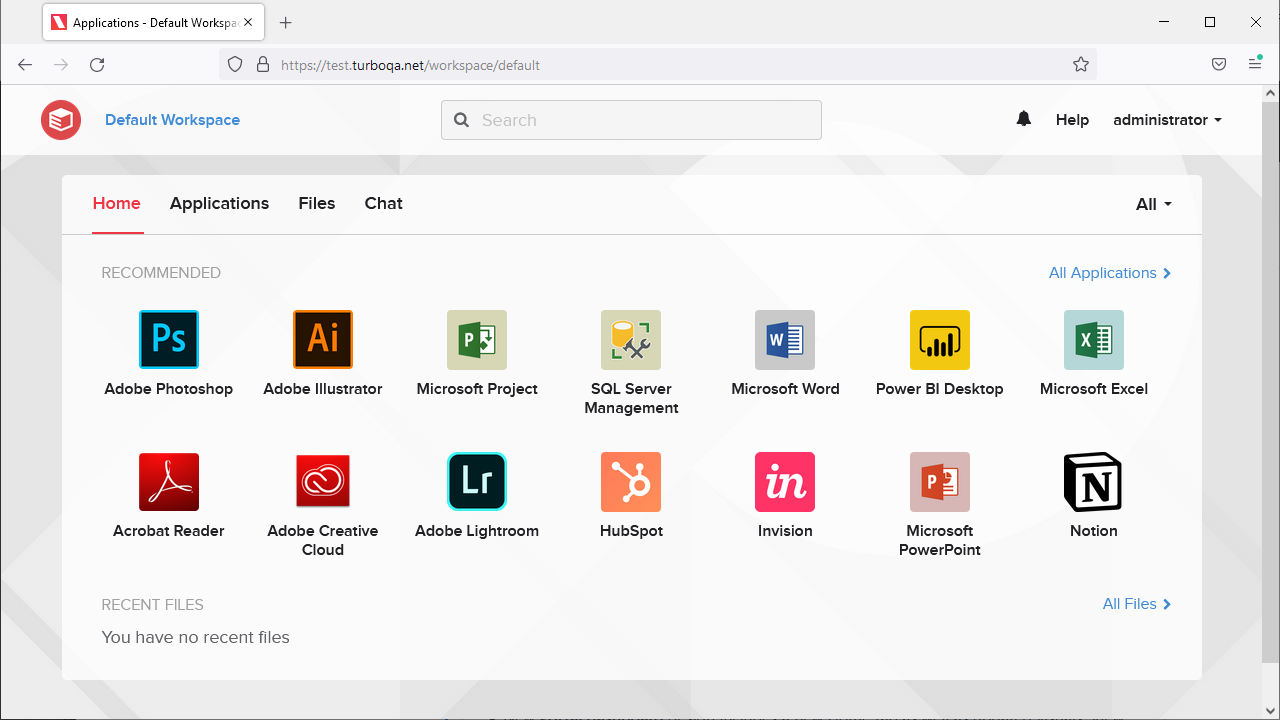 Applications - Default Workspa
https://test.turboqa.net/workspace/default
Default Workspace
Search
Help
administrator
Home
Applications
Files
Chat
All
RECOMMENDED
All Applications
Ps
Ai
P
W
X
Adobe Photoshop
Adobe Illustrator
Microsoft Project
SQL Server
Management
Microsoft Word
Power BI Desktop
Microsoft Excel
Lr
in
P
N
Acrobat Reader
Adobe Creative
Cloud
Adobe Lightroom
HubSpot
Invision
Microsoft
PowerPoint
Notion
RECENT FILES
All Files
You have no recent files